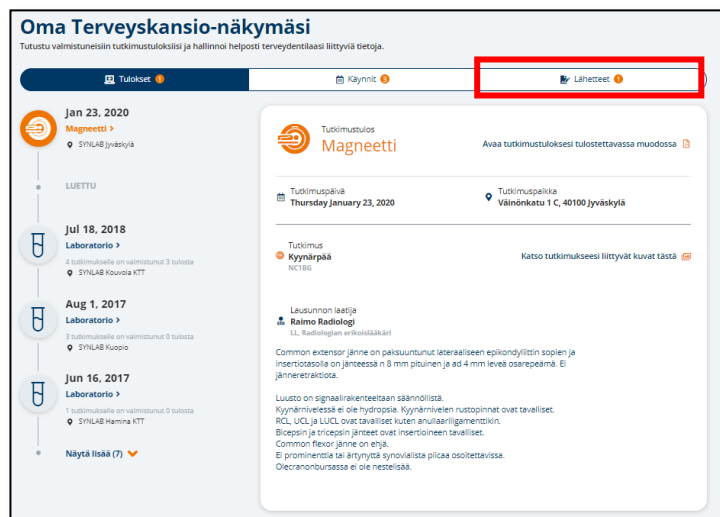 Oma Terveyskansio-näkymäsi
Tutustu valmistuneisiin tutkimustuloksiisi ja hallinnoi helposti terveydentilaasi liittyviä tietoja.
Tulokset 1
Käynnit 3
Lähetteet 1
Jan 23, 2020
Magneetti >
SYNLAB Jyväskylä
LUETTU
Jul 18, 2018
Laboratorio >
4 tutkimukselle on valmistunut 3 tulosta
SYNLAB Kouvola KTT
Aug 1, 2017
Laboratorio >
3 tutkimukselle on valmistunut 0 tulosta
SYNLAB Kuopio
Jun 16, 2017
Laboratorio >
1 tutkimukselle on valmistunut 0 tulosta
SYNLAB Hamina KTT
Näytä lisää (7)
Tutkimustulos
Magneetti
Avaa tutkimustuloksesi tulostettavassa muodossa
Tutkimuspäivä
Thursday January 23, 2020
Tutkimuspaikka
Väinönkatu 1 C, 40100 Jyväskylä
Tutkimus
Kyynärpää
NC1BG
Katso tutkimukseesi liittyvät kuvat tästä
Lausunnon laatija
Raimo Radiologi
LL, Radiologian erikoislääkäri
Common extensor jänne on paksuuntunut lateraaliseen epikondyliittin sopien ja
insertiotasolla on jänteessä n 8 mm pituinen ja ad 4 mm leveä osarepeämä. Ei
jänneretraktiota.
Luusto on signaalirakenteeltaan säännöllistä.
Kyynärnivelessä ei ole hydropsia. Kyynärnivelen rustopinnat ovat tavalliset.
RCL, UCL ja LUCL ovat tavalliset kuten anullaariligamenttikin.
Bicepsin ja tricepsin jänteet ovat insertioineen tavalliset.
Common flexor jänne on ehjä.
Ei prominenttia tai ärtynyttä synovialista plicaa osoitettavissa.
Olecranonbursassa ei ole nestelisää.